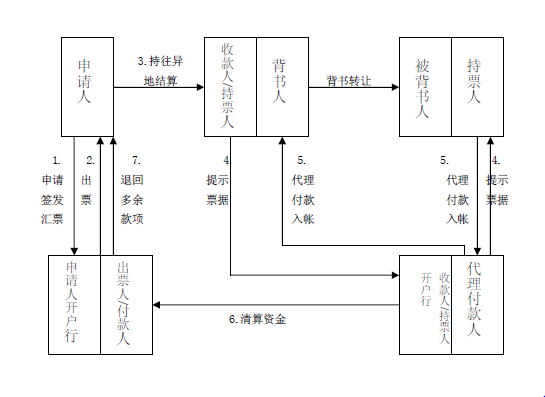 申请人
3.持往异
地结算
收款人/持票人
背书人
背书转让
被背书人
持票人
1.
申请
签发
汇票
2.
出
票
7.
退回
多余
款项
4.
提示
票据
5.
代理
付款
入帐
5.
代理
付款
入帐
4.
提示
票据
申请人开户行
出票人/付款人
6.清算资金
收款人/持票人
开户行
代理付款人